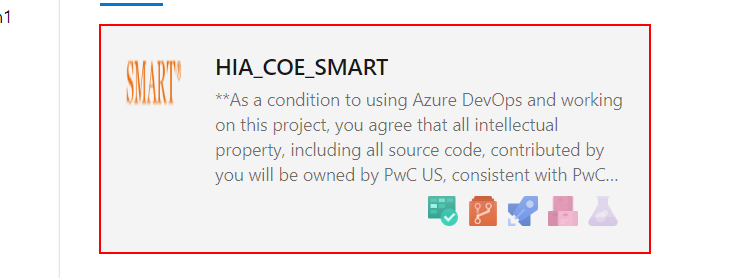 SMART®
HIA_COE_SMART
**As a condition to using Azure DevOps and working
on this project, you agree that all intellectual
property, including all source code, contributed by
you will be owned by PwC US, consistent with PwC...